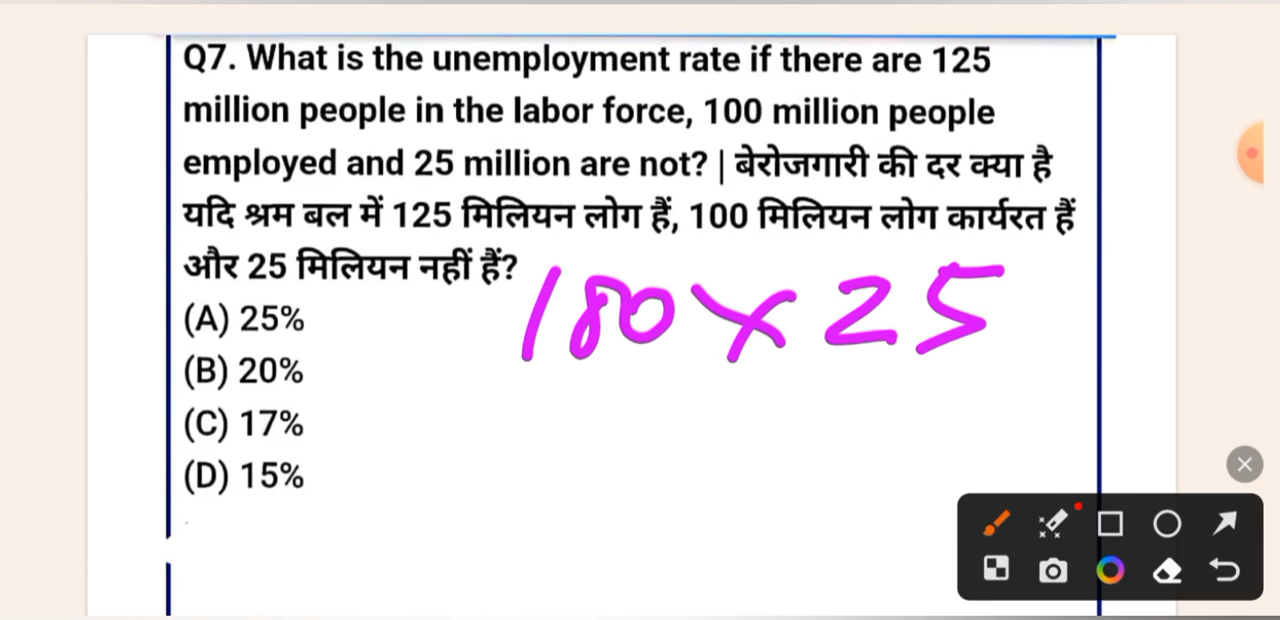 Q7. What is the unemployment rate if there are 125
million people in the labor force, 100 million people
employed and 25 million are not? | बेरोजगारी की दर क्या है
यदि श्रम बल में 125 मिलियन लोग हैं, 100 मिलियन लोग कार्यरत हैं
और 25 मिलियन नहीं हैं?
180 x 25
(A) 25%
(B) 20%
(C) 17%
(D) 15%